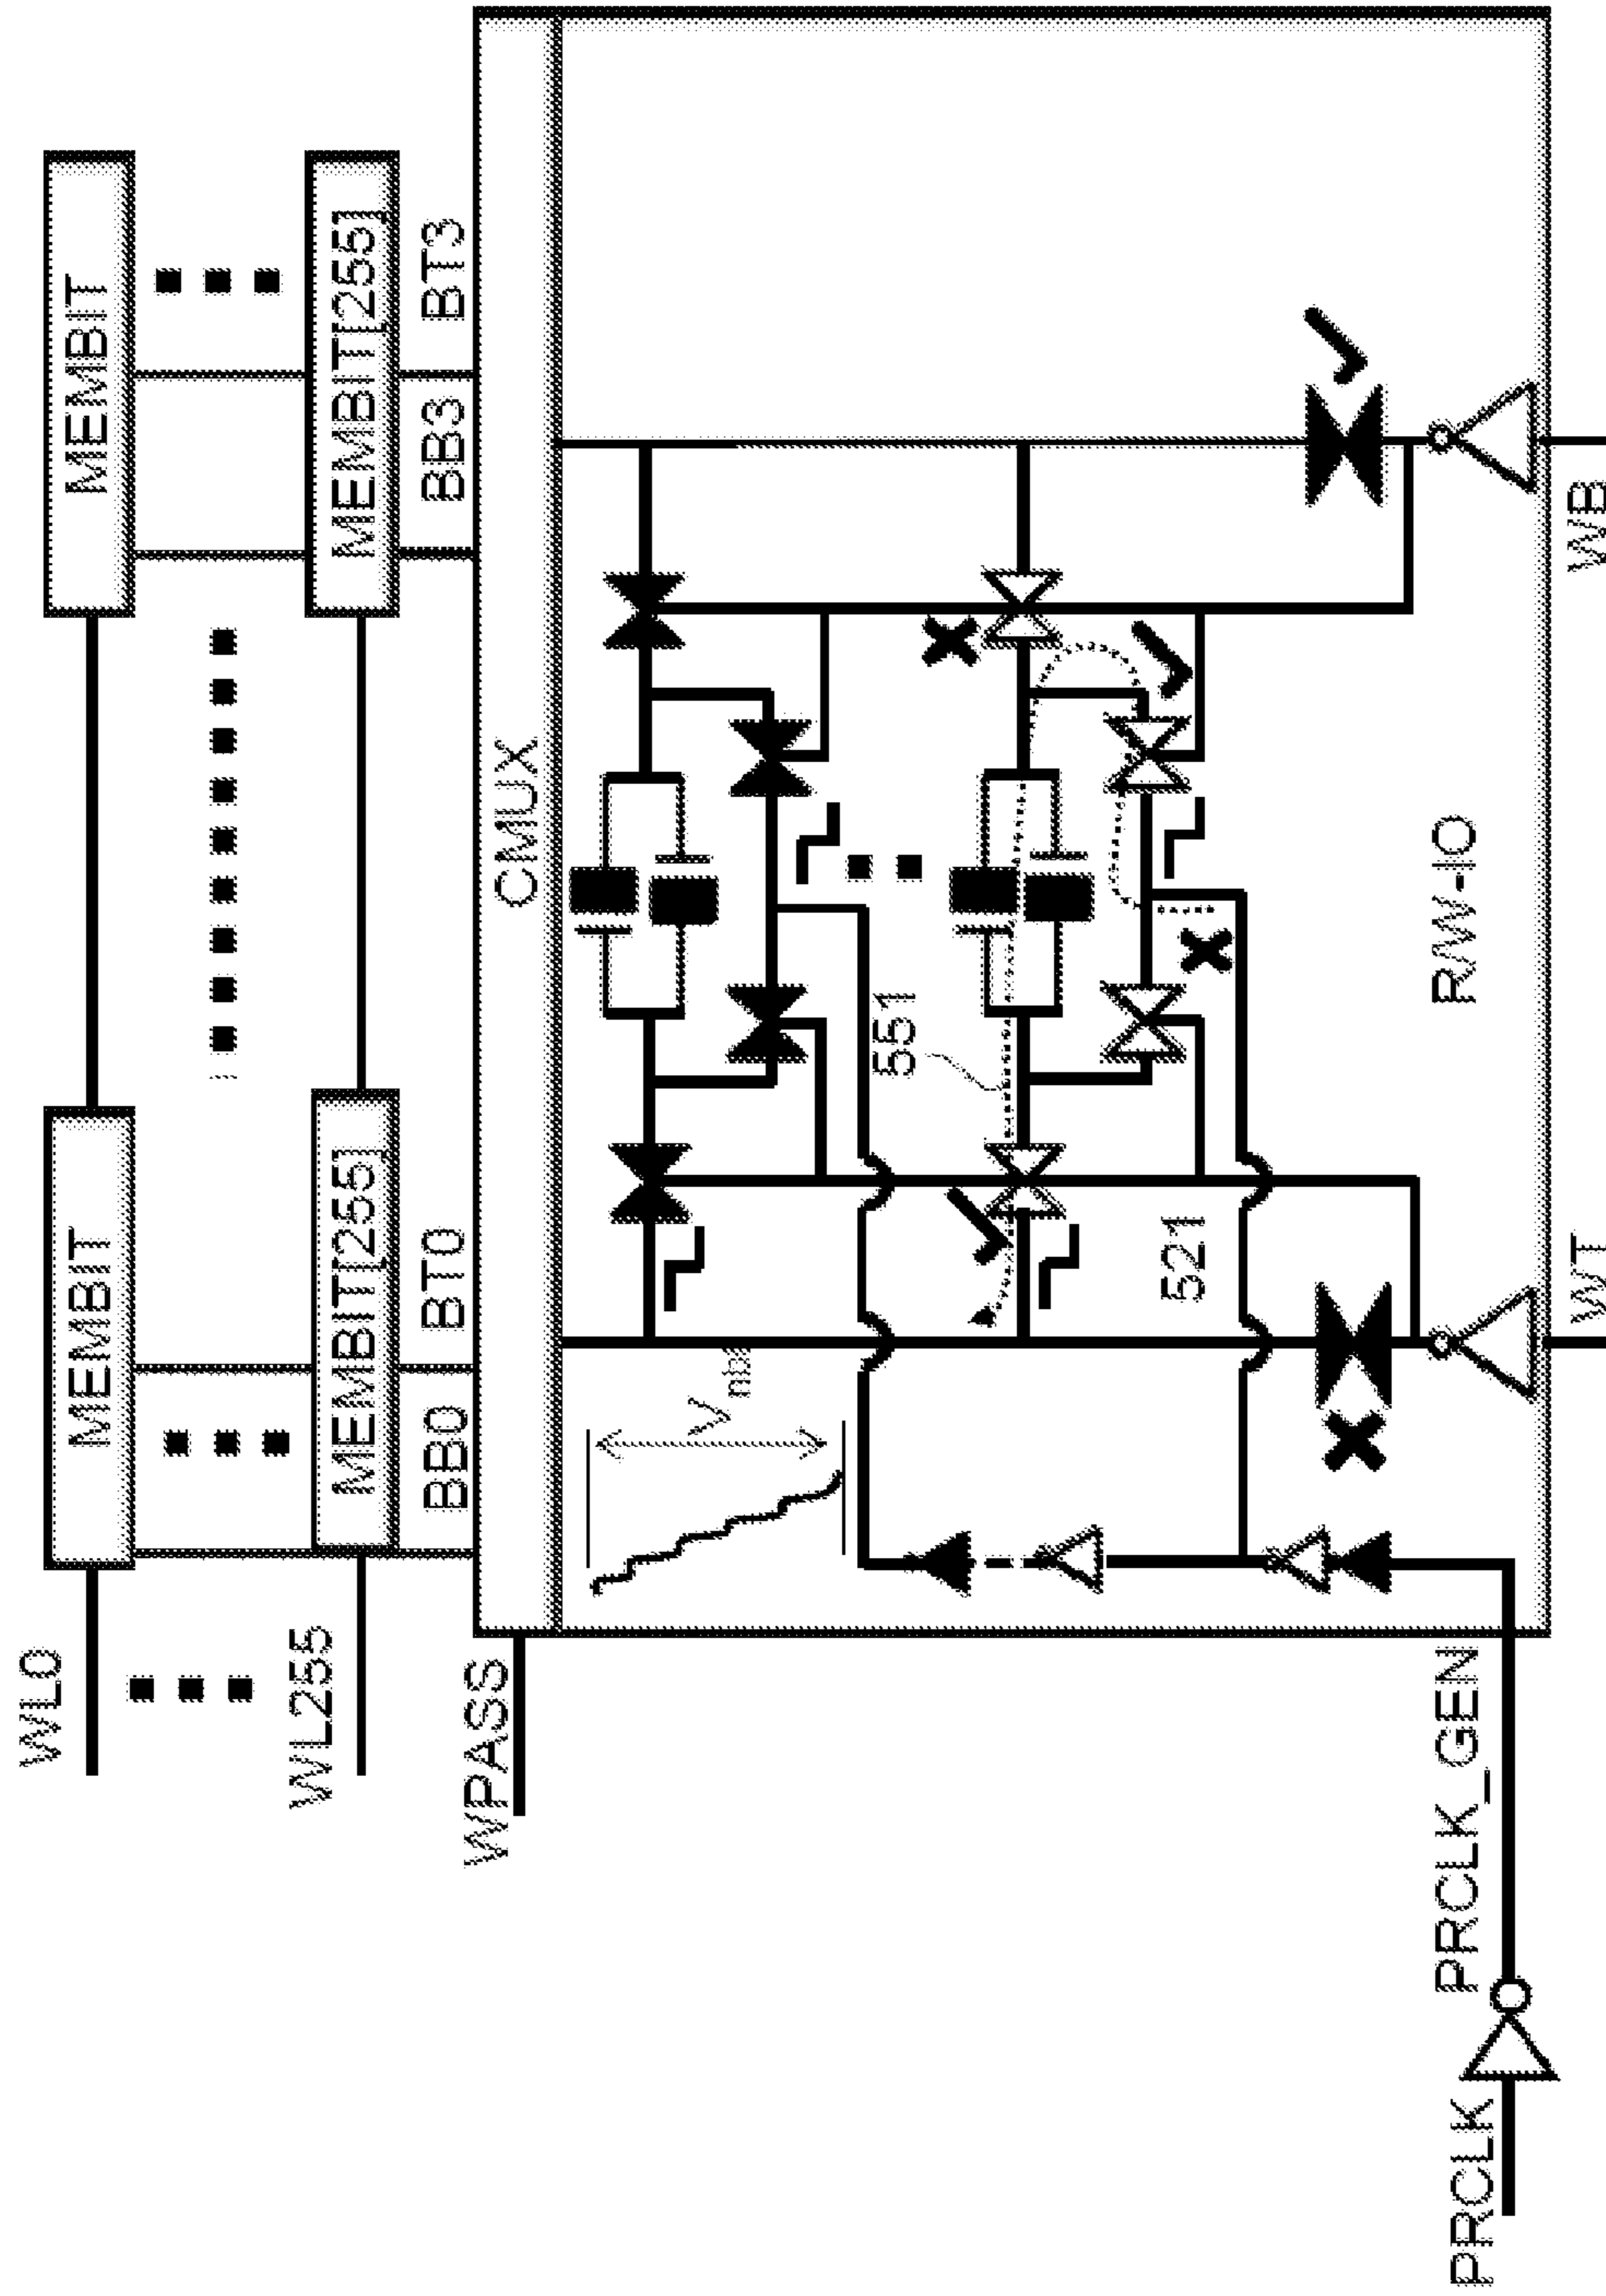 WL0
WL255
MEMBIT
MEMBIT
MEMBIT[255]
MEMBIT[255]
BB0
BT0
BB3
BT3
WPASS
CMUX
Vnbl
551
521
R/W-IO
PRCLK
PRCLK_GEN
WT
WB